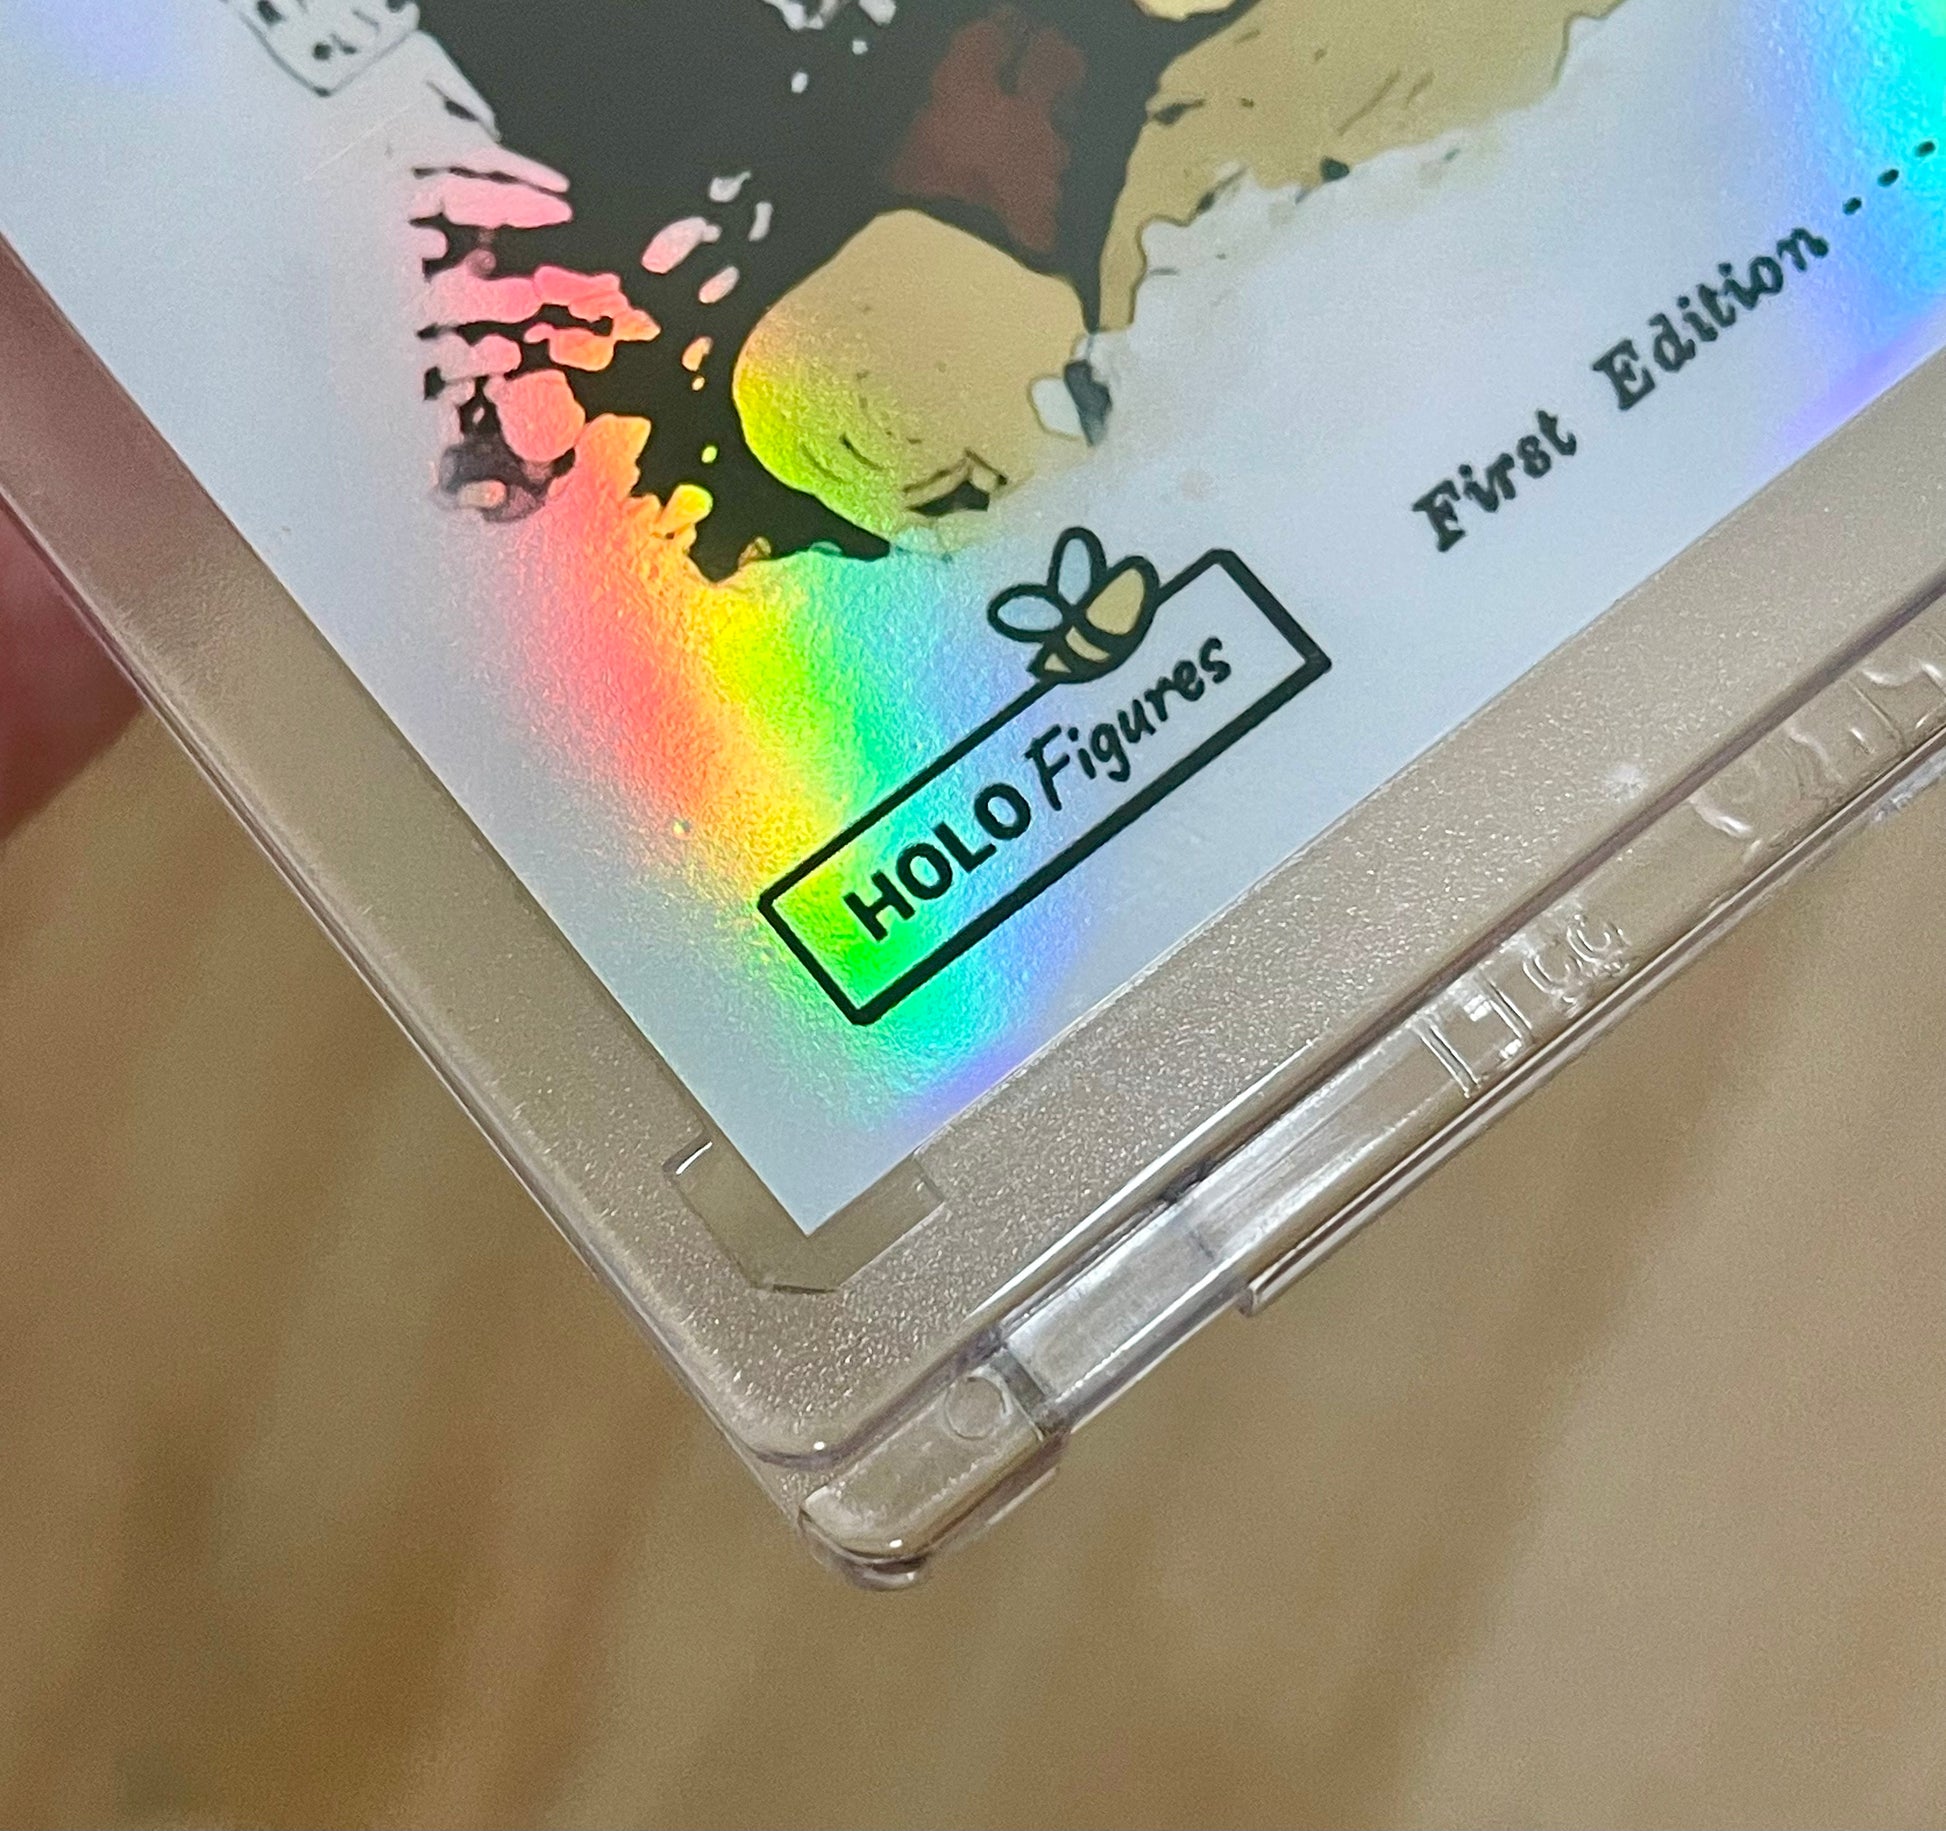 First Edition ...
HOLO Figures